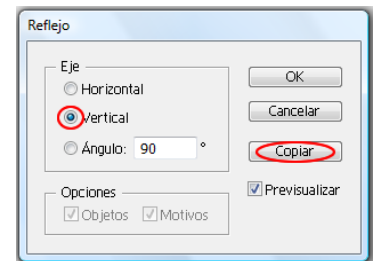 Reflejo
Eje
Horizontal
Vertical
Ángulo: 90 °
OK
Cancelar
Copiar
Previsualizar
Opciones
Objetos Motivos